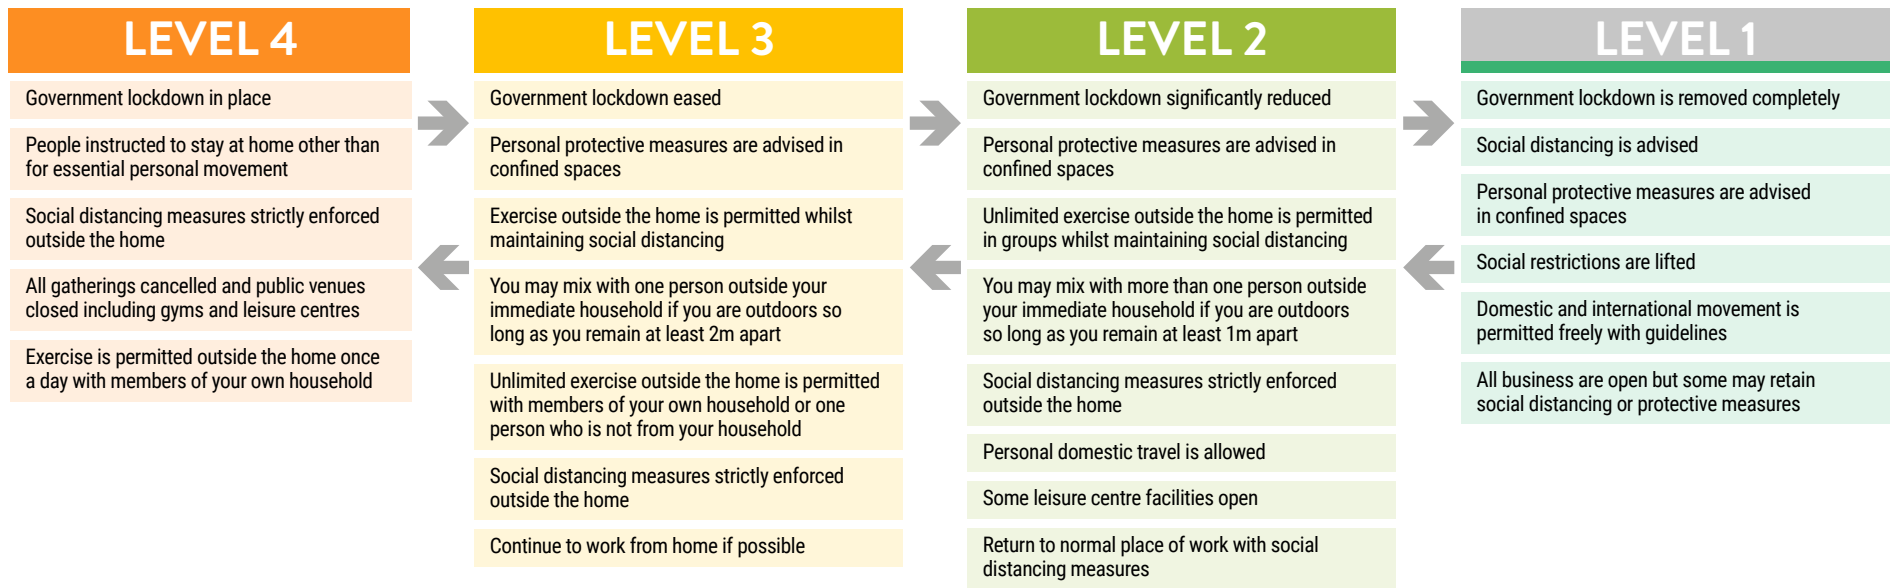 LEVEL 4
Government lockdown in place
People instructed to stay at home other than
for essential personal movement
Social distancing measures strictly enforced
outside the home
All gatherings cancelled and public venues
closed including gyms and leisure centres
Exercise is permitted outside the home once
a day with members of your own household
LEVEL 3
Government lockdown eased
Personal protective measures are advised in
confined spaces
Exercise outside the home is permitted whilst
maintaining social distancing
You may mix with one person outside your
immediate household if you are outdoors so
long as you remain at least 2m apart
Unlimited exercise outside the home is permitted
with members of your own household or one
person who is not from your household
Social distancing measures strictly enforced
outside the home
Continue to work from home if possible
LEVEL 2
Government lockdown significantly reduced
Personal protective measures are advised in
confined spaces
Unlimited exercise outside the home is permitted
in groups whilst maintaining social distancing
You may mix with more than one person outside
your immediate household if you are outdoors
so long as you remain at least 1m apart
Social distancing measures strictly enforced
outside the home
Personal domestic travel is allowed
Some leisure centre facilities open
Return to normal place of work with social
distancing measures
LEVEL 1
Government lockdown is removed completely
Social distancing is advised
Personal protective measures are advised
in confined spaces
Social restrictions are lifted
Domestic and international movement is
permitted freely with guidelines
All business are open but some may retain
social distancing or protective measures